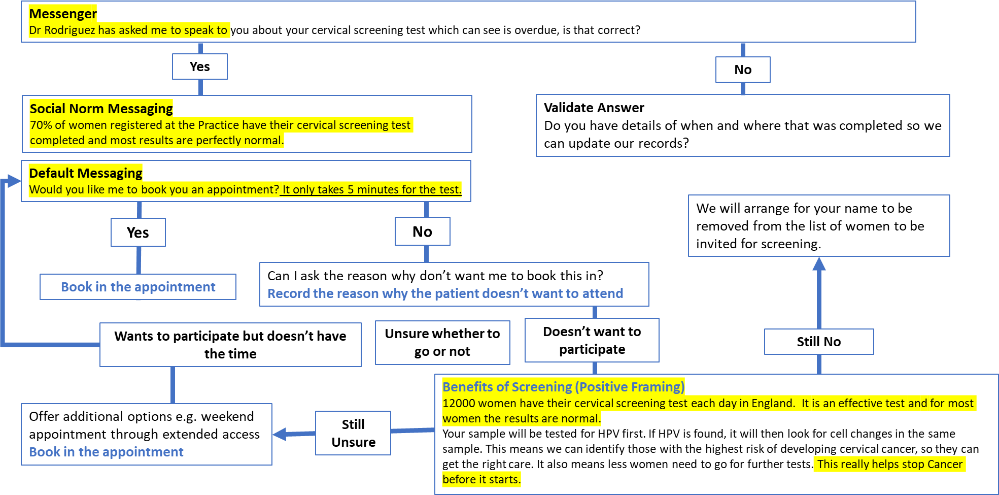 Messenger
Dr Rodriguez has asked me to speak to you about your cervical screening test which can see is overdue, is that correct?
Yes
No
Social Norm Messaging
70% of women registered at the Practice have their cervical screening test
completed and most results are perfectly normal.
Validate Answer
Do you have details of when and where that was completed so we
can update our records?
Default Messaging
Would you like me to book you an appointment? It only takes 5 minutes for the test.
Yes
No
Book in the appointment
Can I ask the reason why don’t want me to book this in?
Record the reason why the patient doesn’t want to attend
We will arrange for your name to be
removed from the list of women to be
invited for screening.
Wants to participate but doesn’t have
the time
Unsure whether to
go or not
Doesn’t want to
participate
Still No
Offer additional options e.g. weekend
appointment through extended access
Book in the appointment
Still
Unsure
Benefits of Screening (Positive Framing)
12000 women have their cervical screening test each day in England.  It is an effective test and for most
women the results are normal.
Your sample will be tested for HPV first. If HPV is found, it will then look for cell changes in the same
sample. This means we can identify those with the highest risk of developing cervical cancer, so they can
get the right care. It also means less women need to go for further tests. This really helps stop Cancer
before it starts.